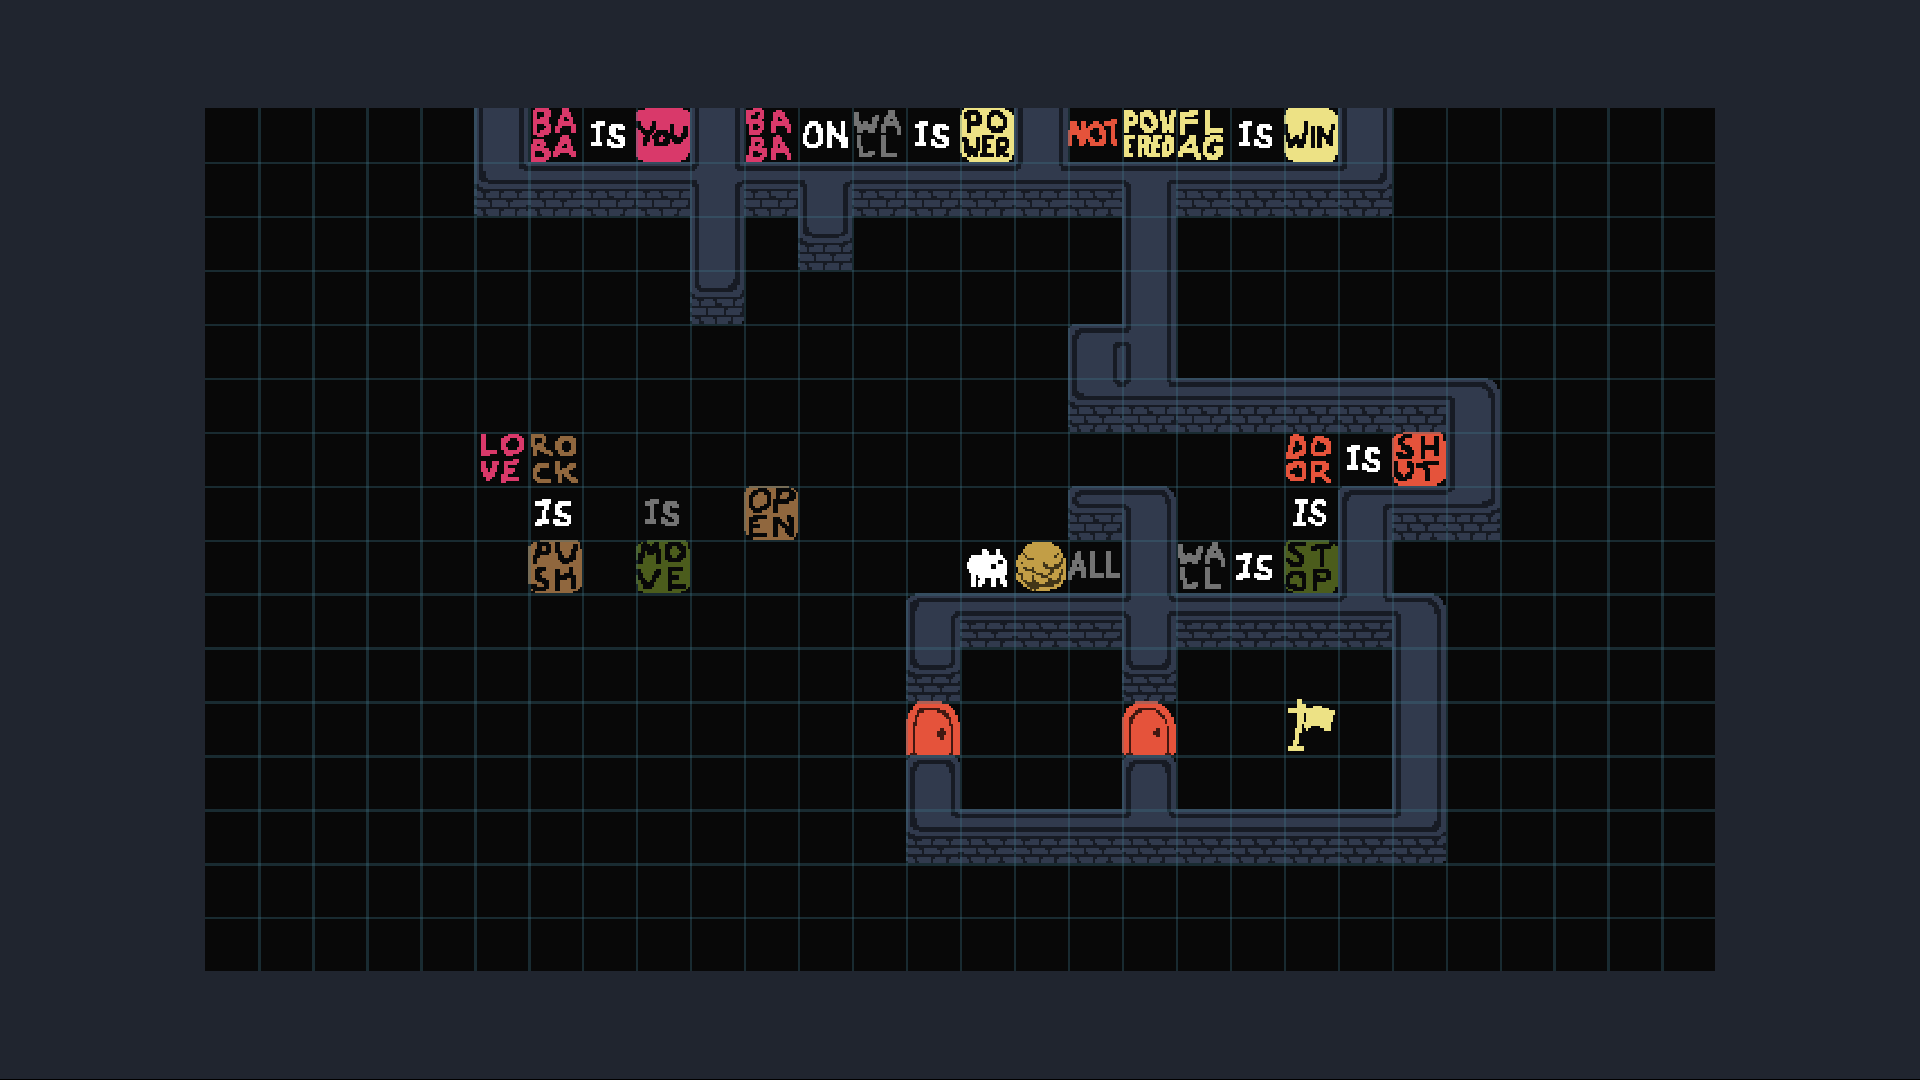 BABA IS YOU BABA ON WALL IS POWER NOT POWERED FLAG IS WIN
LOVE ROCK DOOR IS SHUT
IS IS OPEN IS
PUSH MOVE ALL WALL IS STOP